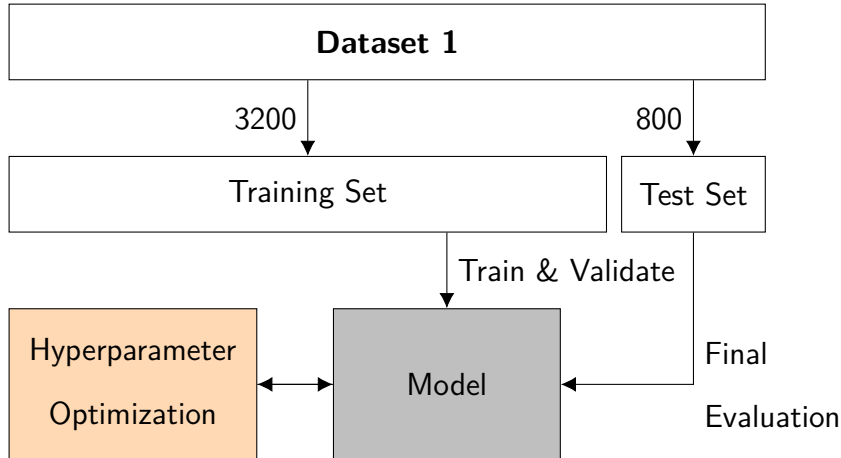 Dataset 1
3200
800
Training Set
Test Set
Train & Validate
Hyperparameter
Optimization
Model
Final
Evaluation